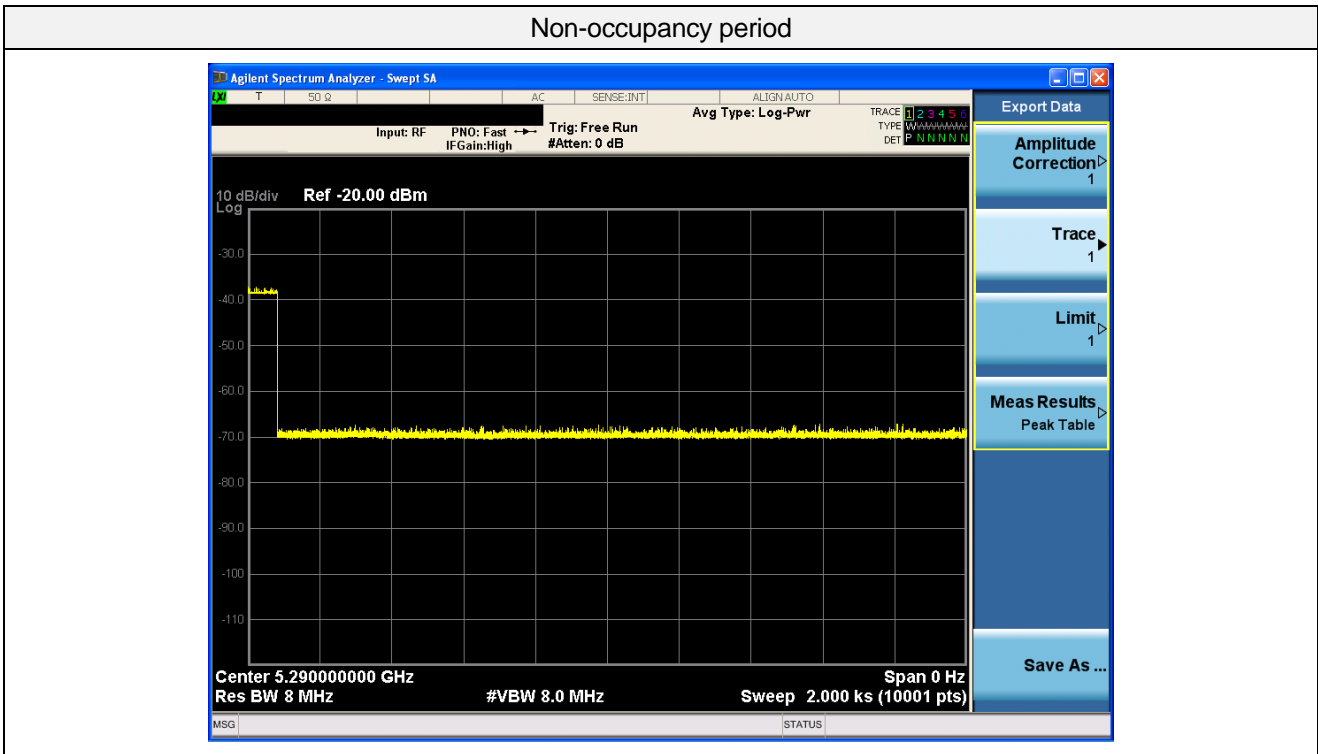 Non-occupancy period
Agilent Spectrum Analyzer - Swept SA
LXI T 50 Ω AC SENSE:INT ALIGN AUTO
Avg Type: Log-Pwr
TRACE 1 2 3 4 5 6
TYPE W W W W W W
DET P N N N N N
Input: RF PNO: Fast Trig: Free Run
IFGain:High #Atten: 0 dB
10 dB/div Ref -20.00 dBm
Log
-30.0
-40.0
-50.0
-60.0
-70.0
-80.0
-90.0
-100
-110
Center 5.290000000 GHz Span 0 Hz
Res BW 8 MHz #VBW 8.0 MHz Sweep 2.000 ks (10001 pts)
MSG STATUS
Export Data
Amplitude
Correction
1
Trace
1
Limit
1
Meas Results
Peak Table
Save As ...